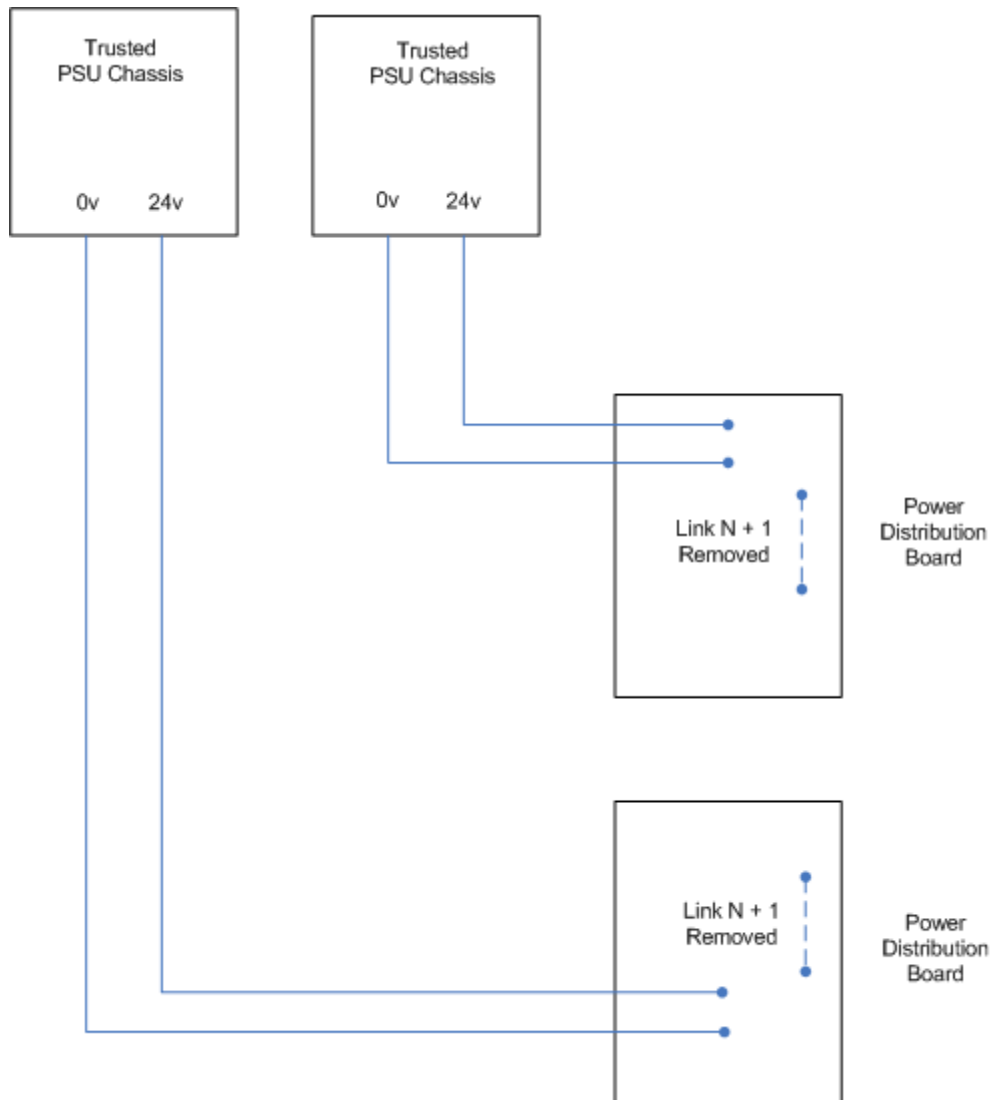 Trusted
PSU Chassis
0v 24v
Trusted
PSU Chassis
0v 24v
Link N + 1
Removed
Power
Distribution
Board
Link N + 1
Removed
Power
Distribution
Board